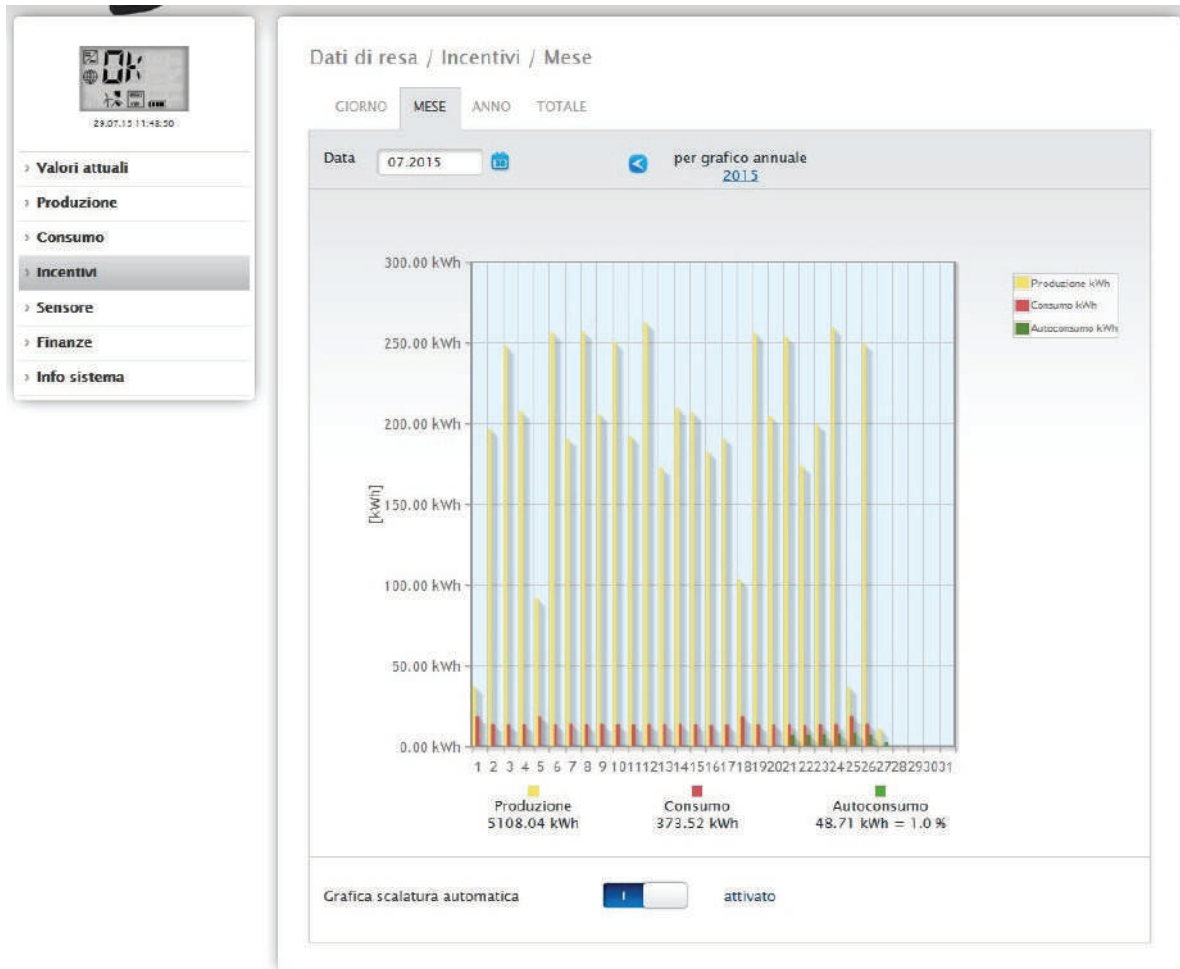 OK
29.07.15 11:43:50
› Valori attuali
› Produzione
› Consumo
› Incentivi
› Sensore
› Finanze
› Info sistema
Dati di resa / Incentivi / Mese
GIORNO MESE ANNO TOTALE
Data 07.2015 per grafico annuale
2015
300.00 kWh
250.00 kWh
200.00 kWh
150.00 kWh
100.00 kWh
50.00 kWh
0.00 kWh
[kWh]
Produzione kWh
Consumo kWh
Autoconsumo kWh
1 2 3 4 5 6 7 8 9 10 11 12 13 14 15 16 17 18 19 20 21 22 23 24 25 26 27 28 29 30 31
Produzione Consumo Autoconsumo
5108.04 kWh 373.52 kWh 48.71 kWh = 1.0 %
Grafica scalatura automatica I attivato